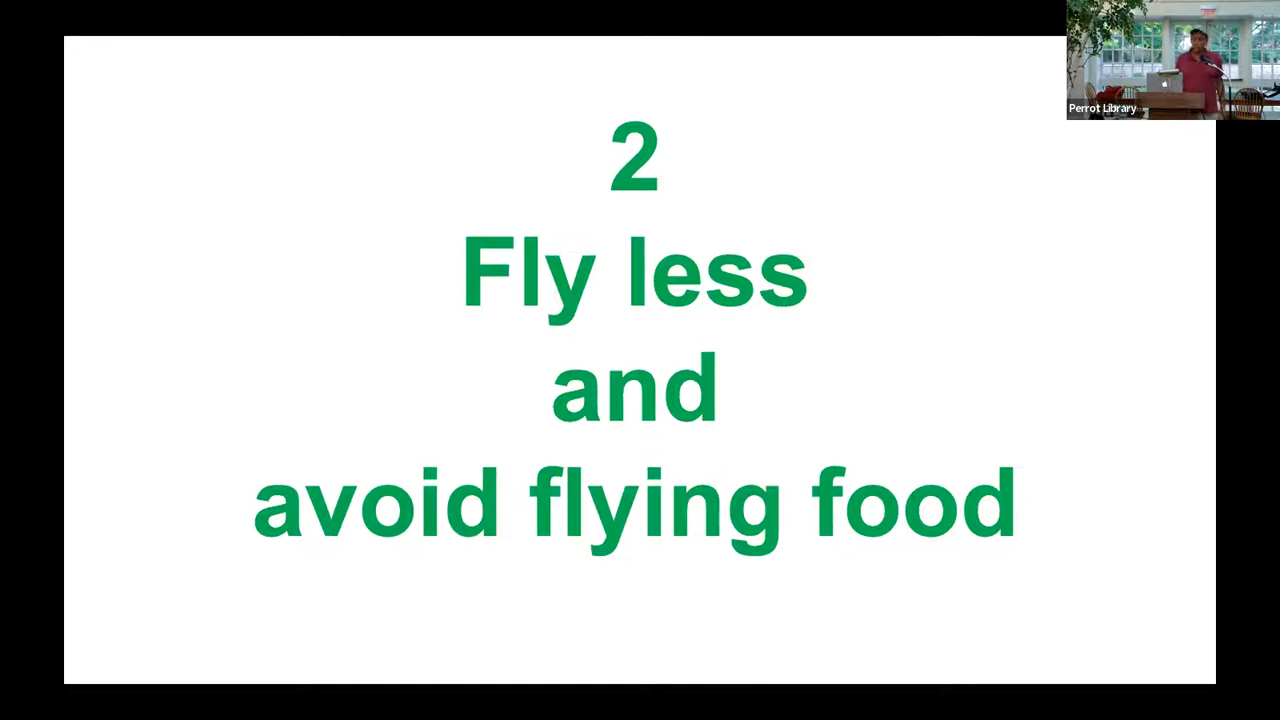 2
Fly less
and
avoid flying food
Perrot Library